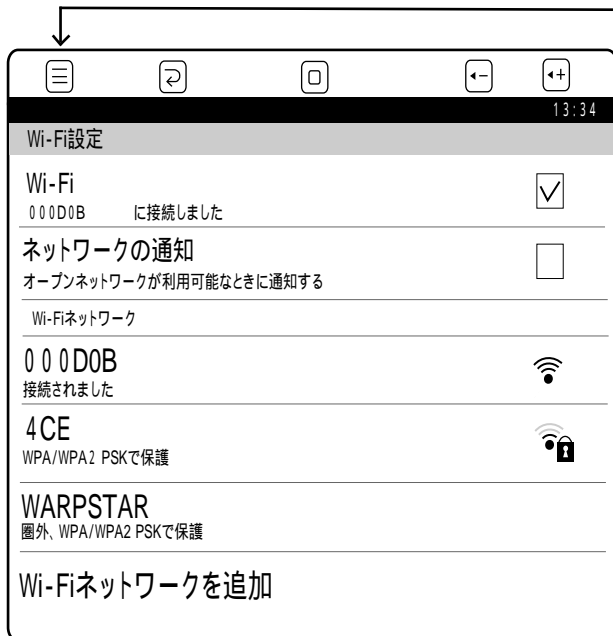 13:34
Wi-Fi設定
Wi-Fi
000D0B に接続しました
ネットワークの通知
オープンネットワークが利用可能なときに通知する
Wi-Fiネットワーク
000D0B
接続されました
4CE
WPA/WPA2 PSKで保護
WARPSTAR
圏外、WPA/WPA2 PSKで保護
Wi-Fiネットワークを追加